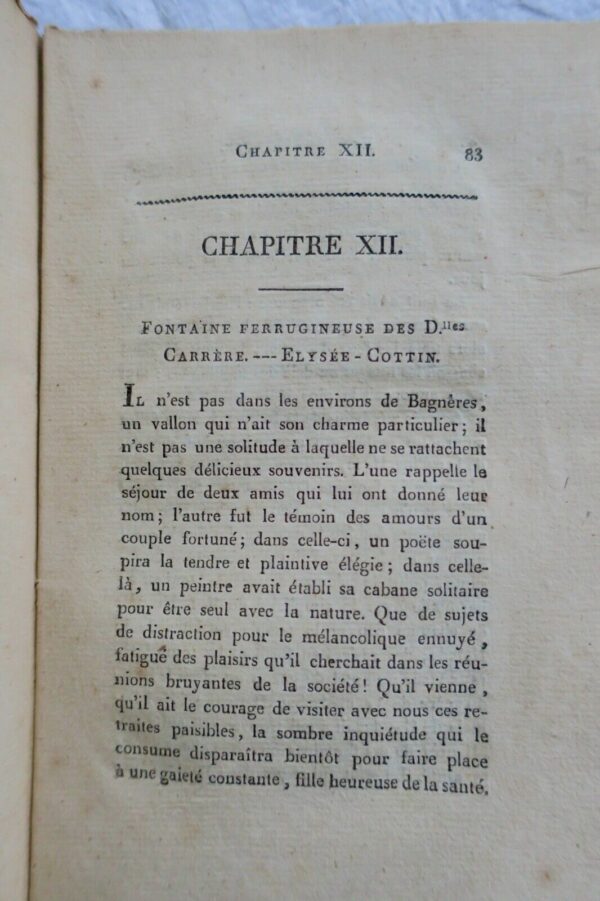 CHAPITRE XII. 83
CHAPITRE XII.
FONTAINE FERRUGINEUSE DES D.lles
CARRÈRE. --- ELYSÉE - COTTIN.
IL n'est pas dans les environs de Bagnères,
un vallon qui n'ait son charme particulier ; il
n'est pas une solitude à laquelle ne se rattachent
quelques délicieux souvenirs. L'une rappelle le
séjour de deux amis qui lui ont donné leur
nom ; l'autre fut le témoin des amours d'un
couple fortuné ; dans celle-ci, un poëte sou-
pira la tendre et plaintive élégie ; dans celle-
là, un peintre avait établi sa cabane solitaire
pour être seul avec la nature. Que de sujets
de distraction pour le mélancolique ennuyé,
fatigué des plaisirs qu'il cherchait dans les réu-
nions bruyantes de la société ! Qu'il vienne,
qu'il ait le courage de visiter avec nous ces re-
traites paisibles, la sombre inquiétude qui le
consume disparaîtra bientôt pour faire place
à une gaieté constante, fille heureuse de la santé.